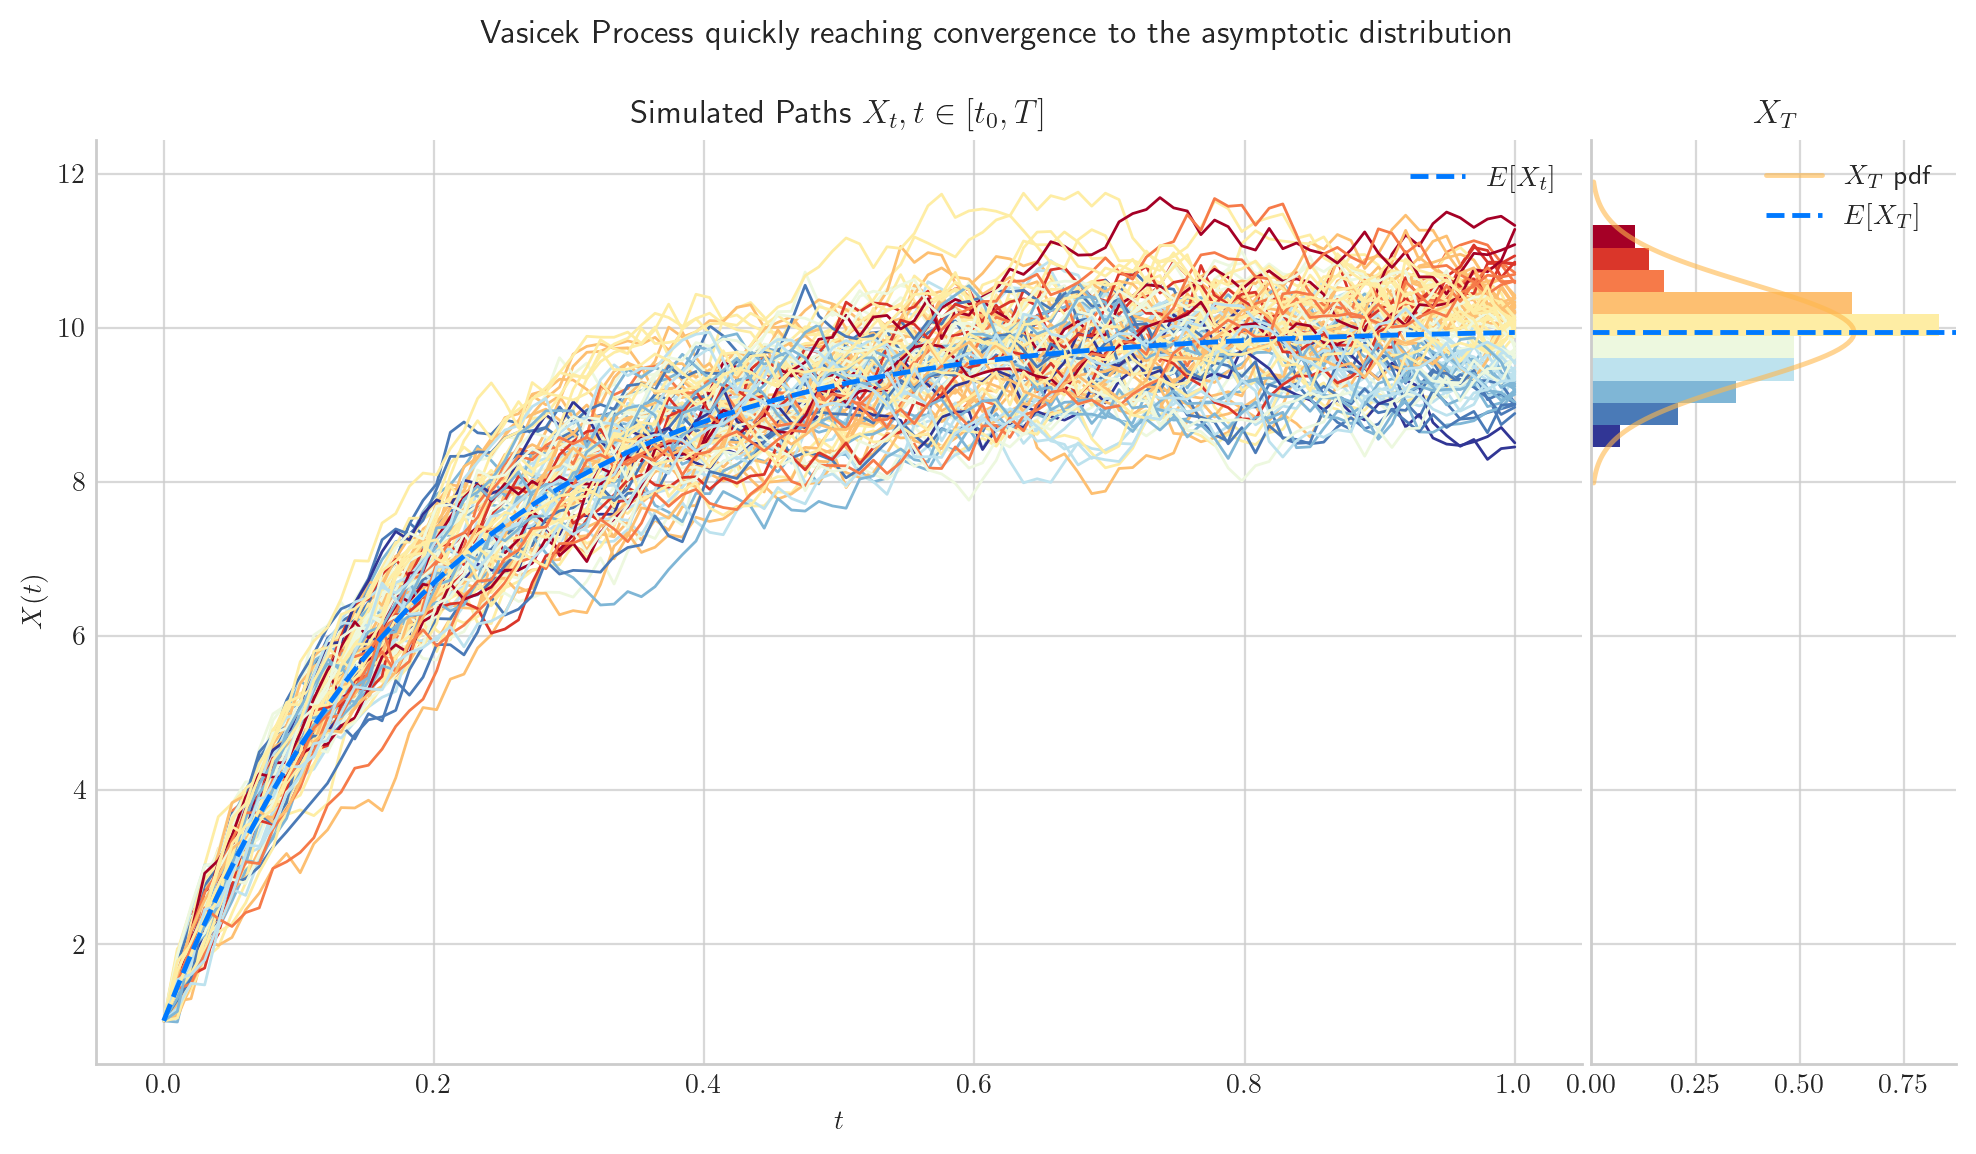 Vasicek Process quickly reaching convergence to the asymptotic distribution
Simulated Paths $X_t, t \in [t_0, T]$
$X_T$
12
10
8
6
4
2
X(t)
$E[X_t]$
$X_T$ pdf
$E[X_T]$
0.0 0.2 0.4 0.6 0.8 1.0
0.00 0.25 0.50 0.75
t